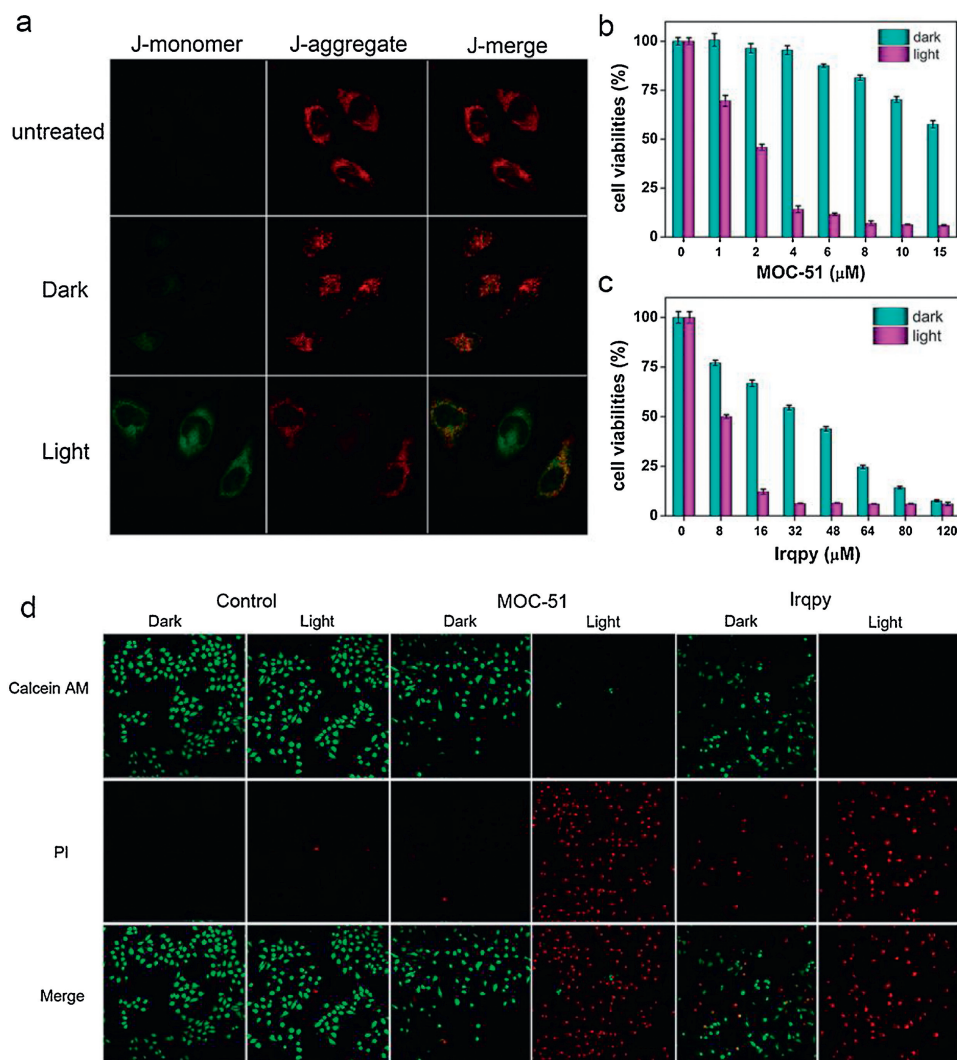 a
J-monomer J-aggregate J-merge
untreated
Dark
Light
b
dark
light
cell viabilities (%)
100
75
50
25
0
0 1 2 4 6 8 10 15
MOC-51 (μM)
c
dark
light
cell viabilities (%)
100
75
50
25
0
0 8 16 32 48 64 80 120
Irqpy (μM)
d
Control MOC-51 Irqpy
Dark Light Dark Light Dark Light
Calcein AM
PI
Merge